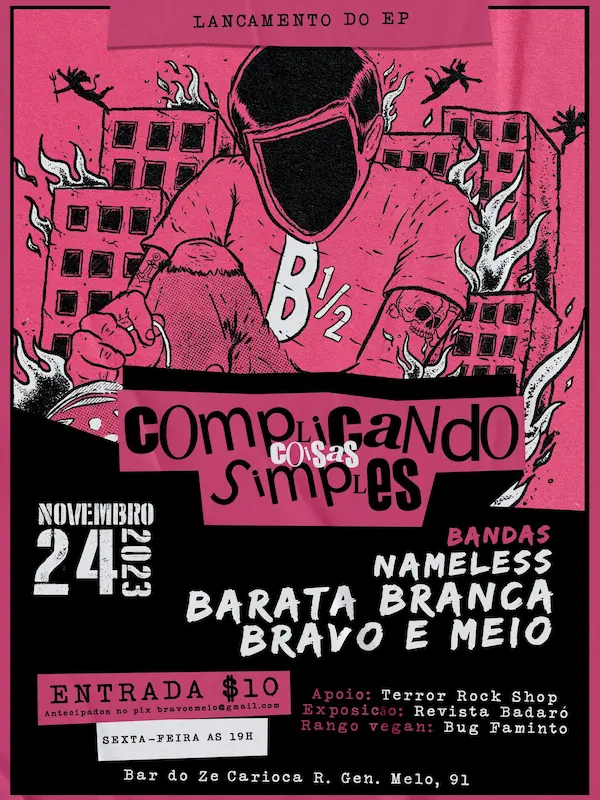 LANCAMENTO DO EP
B 1/2
COMPLICANDO
COISAS
SIMPLES
NOVEMBRO
24
2023
BANDAS
NAMELESS
BARATA BRANCA
BRAVO E MEIO
ENTRADA $10
Antecipados no pix bravoemeio@gmail.com
SEXTA-FEIRA AS 19H
Apoio: Terror Rock Shop
Exposicão: Revista Badaró
Rango vegan: Bug Faminto
Bar do Ze Carioca R. Gen. Melo, 91